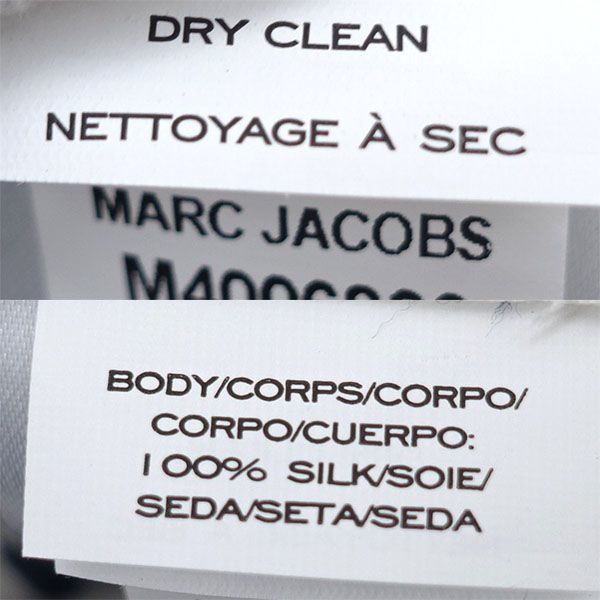 DRY CLEAN
NETTOYAGE À SEC
MARC JACOBS
BODY/CORPS/CORPO/
CORPO/CUERPO:
100% SILK/SOIE/
SEDA/SETA/SEDA